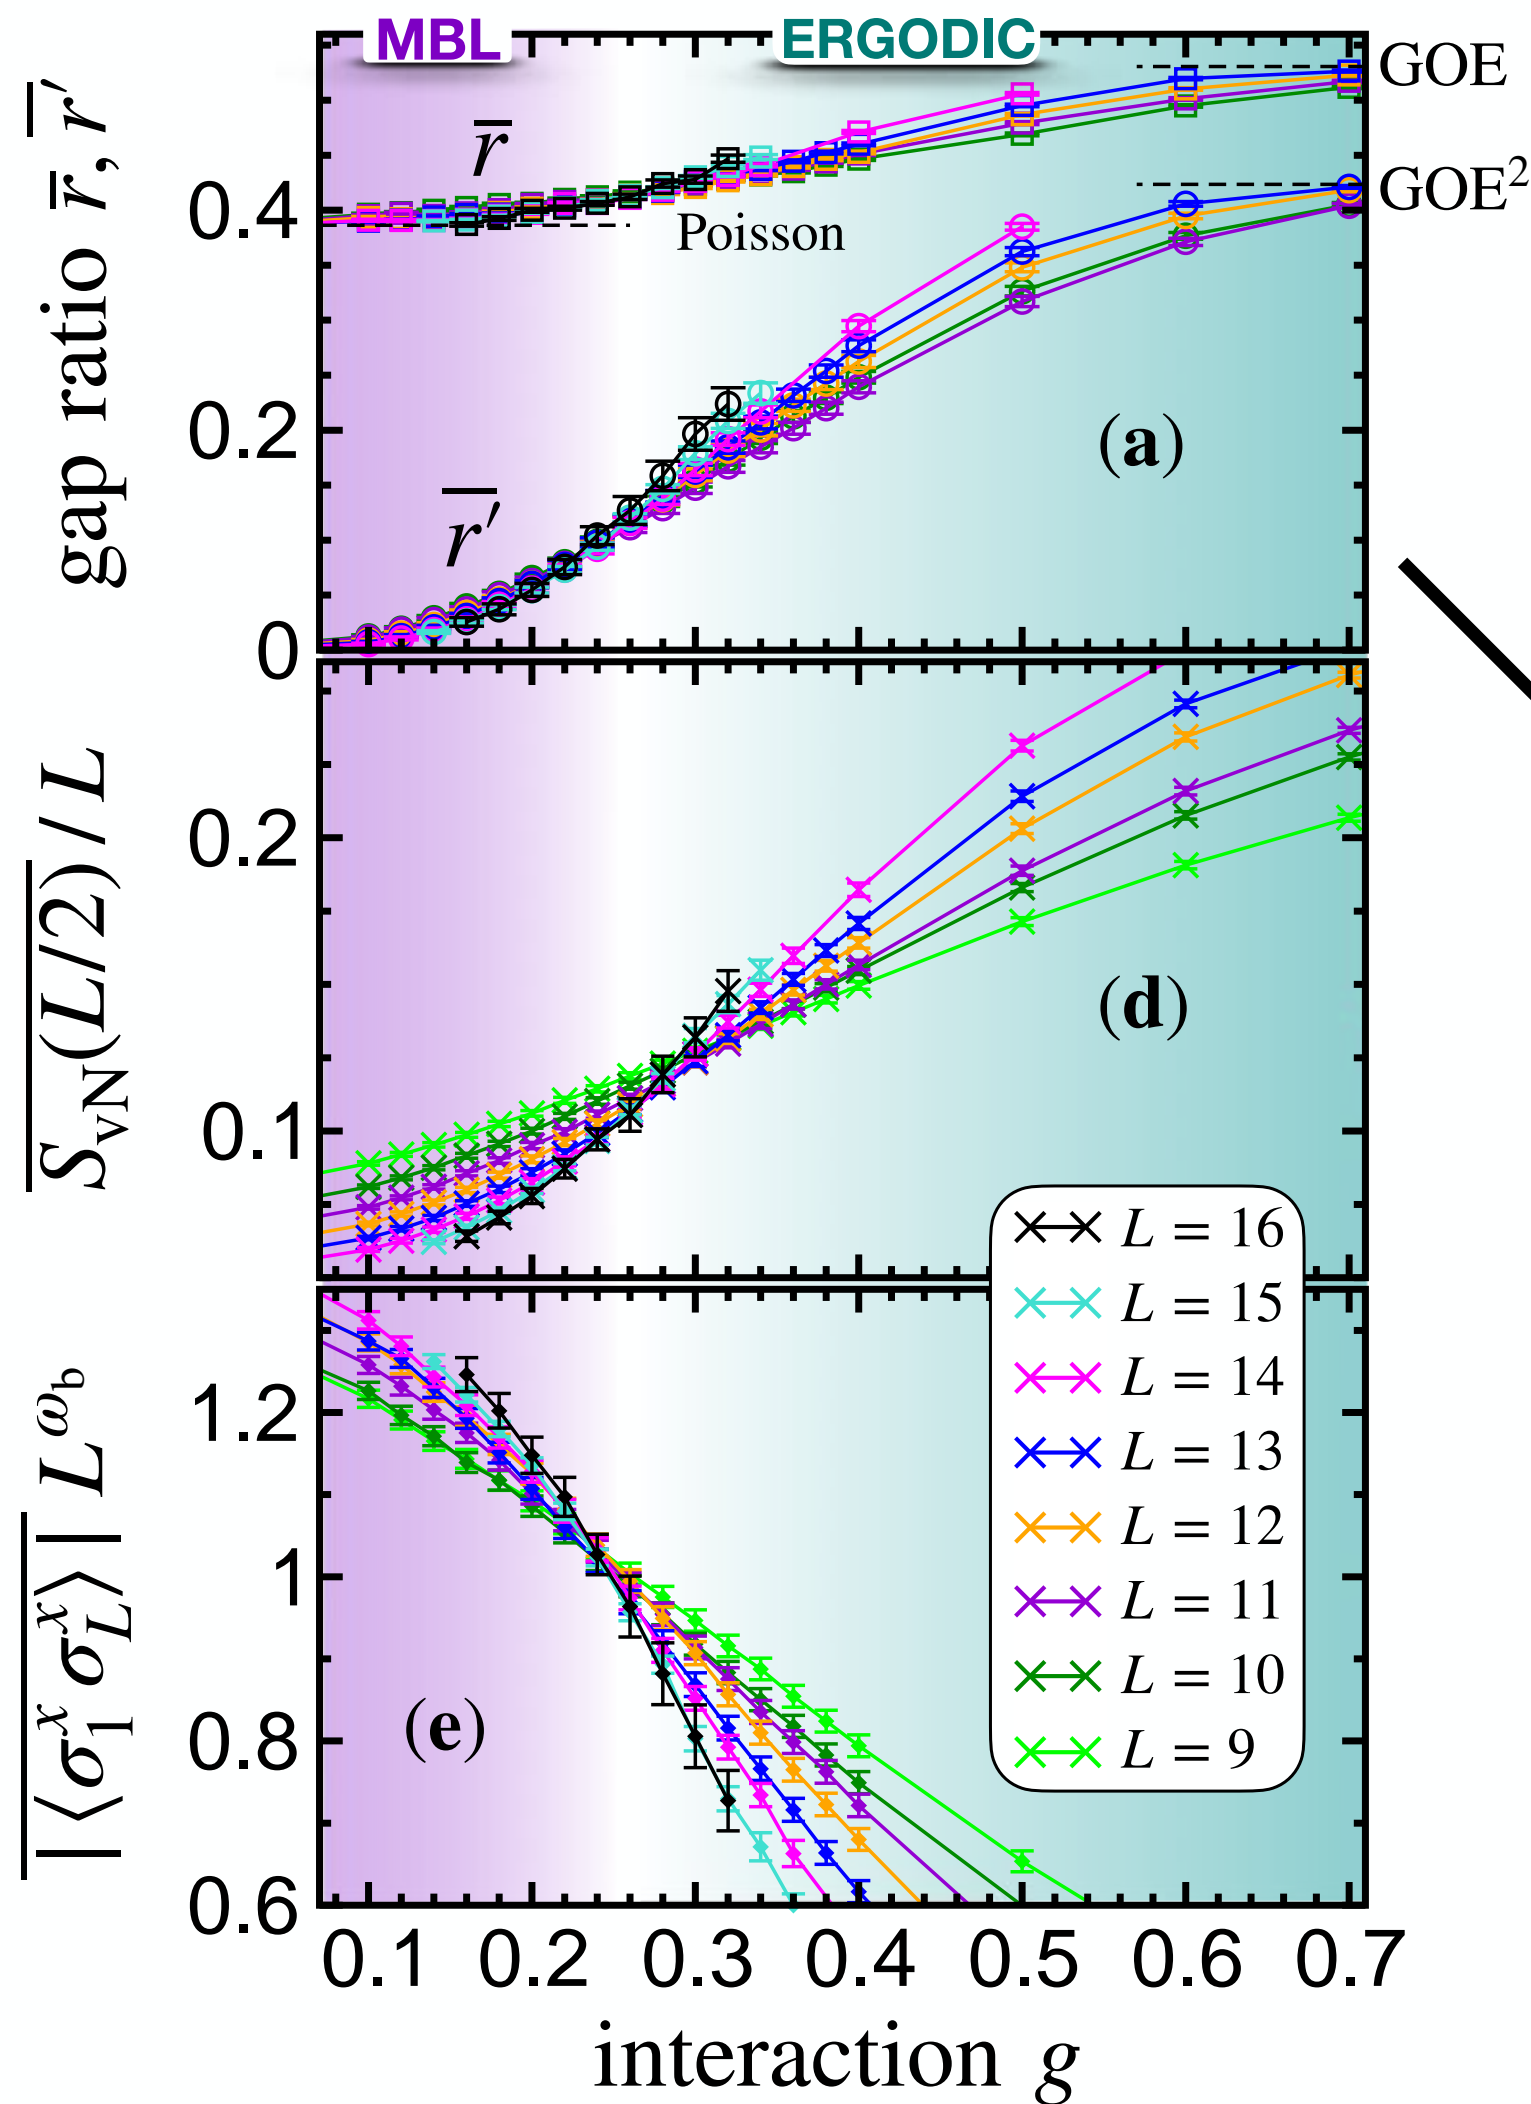 MBL
ERGODIC
gap ratio r̅, r̅′
r̅
r̅′
Poisson
GOE
GOE²
(a)
0.4
0.2
0
S̅vN(L/2) / L
0.2
0.1
(d)
L = 16
L = 15
L = 14
L = 13
L = 12
L = 11
L = 10
L = 9
|⟨σ₁ˣ σ_Lˣ⟩| L^ω_b
1.2
1
0.8
0.6
(e)
0.1 0.2 0.3 0.4 0.5 0.6 0.7
interaction g